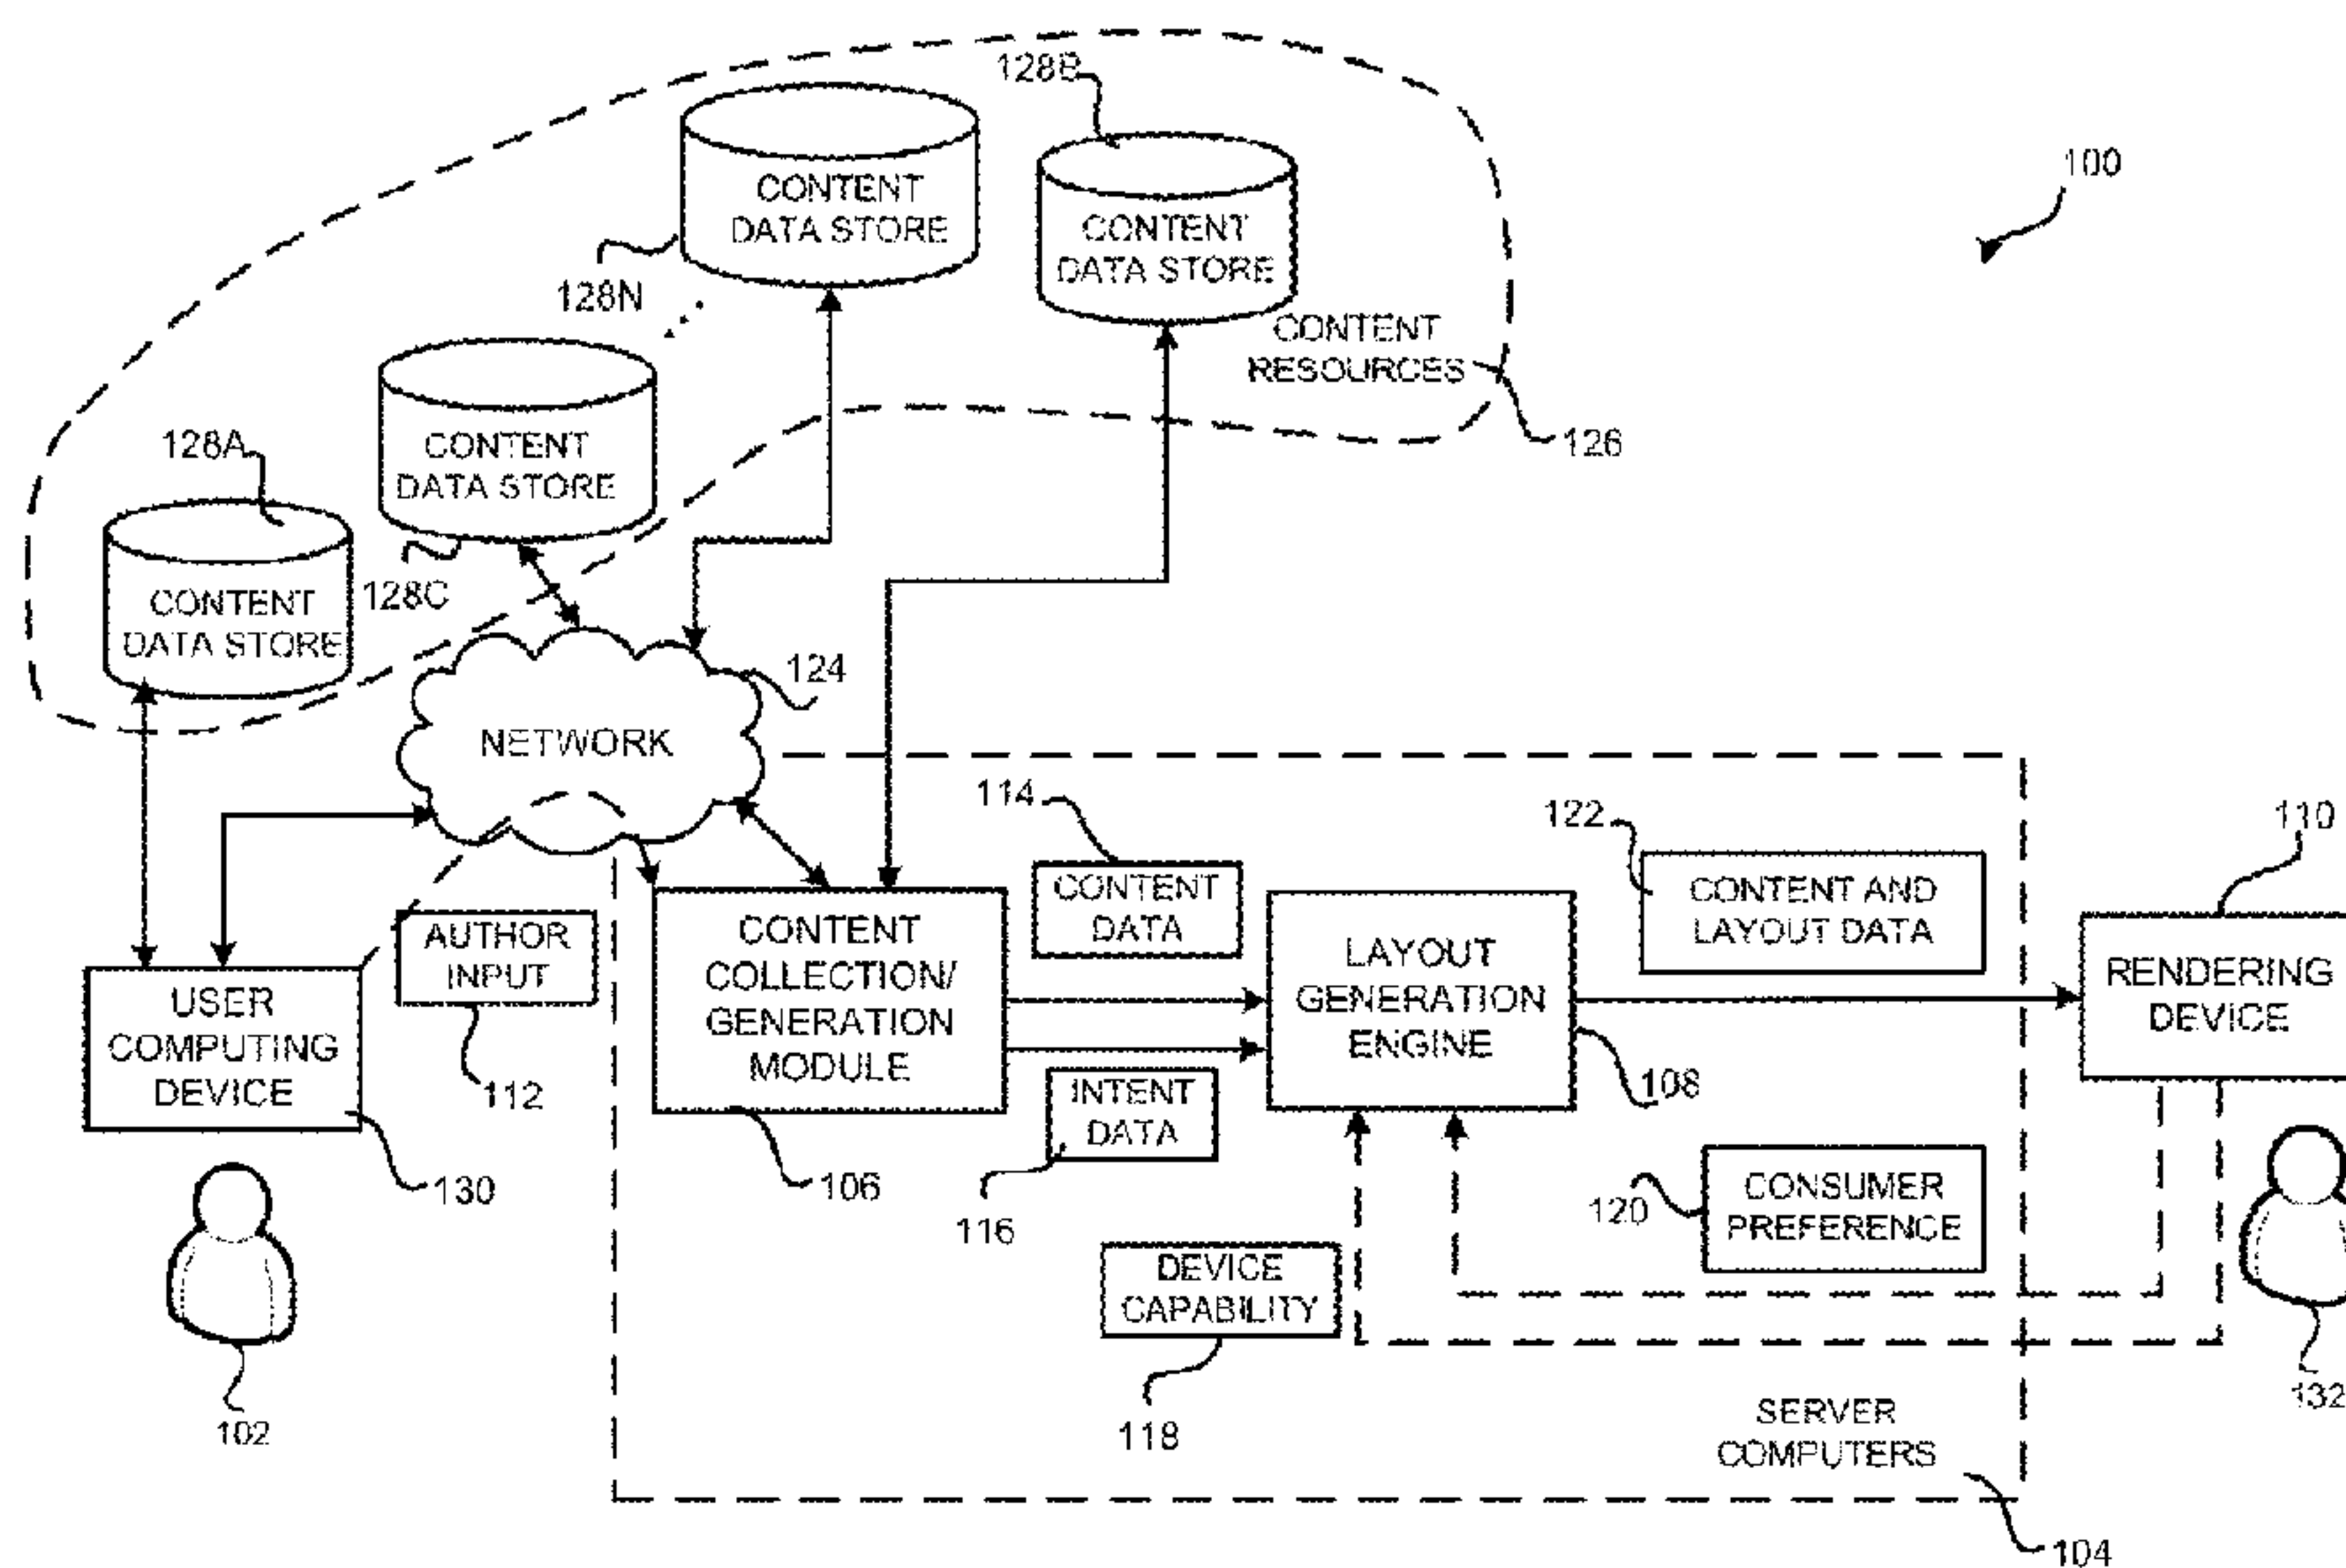 128B
100
CONTENT
DATA STORE
128N
CONTENT
DATA STORE
CONTENT
RESOURCES
126
128A
CONTENT
DATA STORE
128C
CONTENT
DATA STORE
124
NETWORK
114
122
110
CONTENT
DATA
CONTENT AND
LAYOUT DATA
AUTHOR
INPUT
CONTENT
COLLECTION/
GENERATION
MODULE
LAYOUT
GENERATION
ENGINE
RENDERING
DEVICE
USER
COMPUTING
DEVICE
112
108
INTENT
DATA
130
106
116
120
CONSUMER
PREFERENCE
DEVICE
CAPABILITY
102
118
132
SERVER
COMPUTERS
104